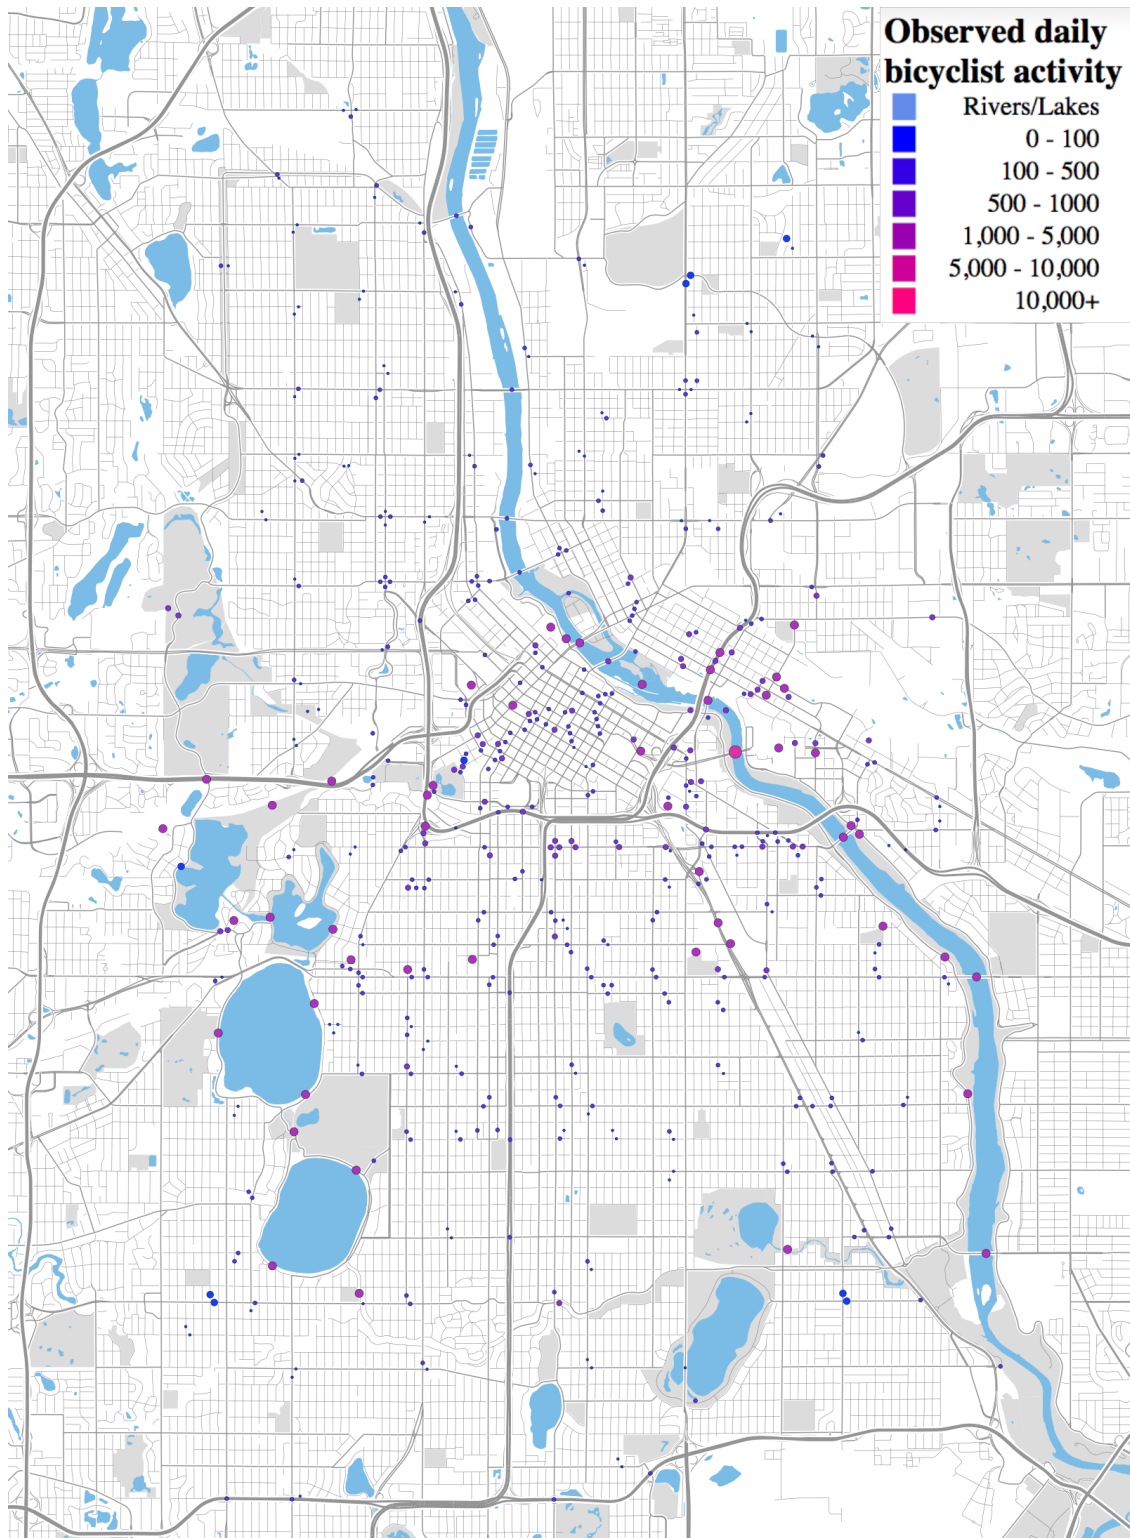 Observed daily
bicyclist activity
Rivers/Lakes
0 - 100
100 - 500
500 - 1000
1,000 - 5,000
5,000 - 10,000
10,000+